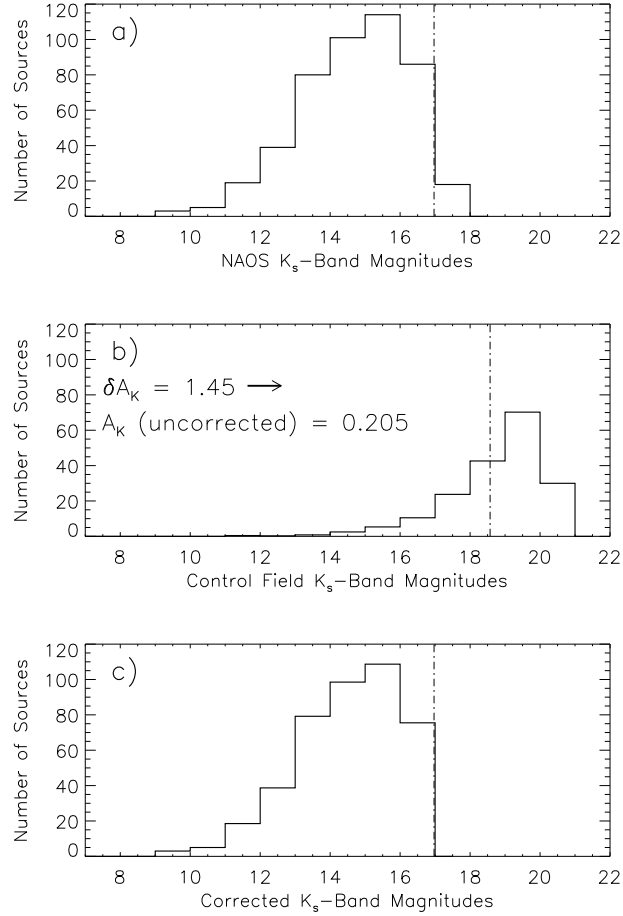 a)
Number of Sources
120
100
80
60
40
20
0
8 10 12 14 16 18 20 22
NAOS Kₛ-Band Magnitudes
b)
δAₖ = 1.45 →
Aₖ (uncorrected) = 0.205
Number of Sources
120
100
80
60
40
20
0
8 10 12 14 16 18 20 22
Control Field Kₛ-Band Magnitudes
c)
Number of Sources
120
100
80
60
40
20
0
8 10 12 14 16 18 20 22
Corrected Kₛ-Band Magnitudes